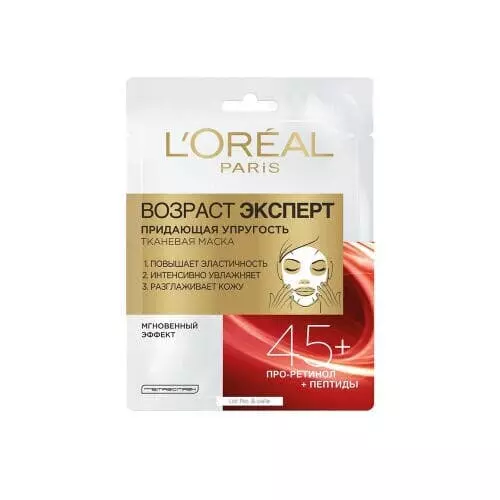 L'ORÉAL
PARIS
ВОЗРАСТ ЭКСПЕРТ
ПРИДАЮЩАЯ УПРУГОСТЬ
ТКАНЕВАЯ МАСКА
1. ПОВЫШАЕТ ЭЛАСТИЧНОСТЬ
2. ИНТЕНСИВНО УВЛАЖНЯЕТ
3. РАЗГЛАЖИВАЕТ КОЖУ
МГНОВЕННЫЙ
ЭФФЕКТ
45+
ПРО-РЕТИНОЛ
+ ПЕПТИДЫ